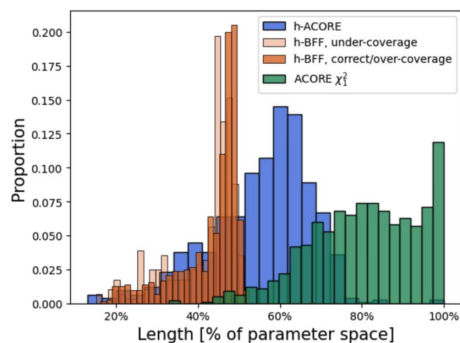 h-ACORE
h-BFF, under-coverage
h-BFF, correct/over-coverage
ACORE χ₁²
0.200
0.175
0.150
0.125
0.100
0.075
0.050
0.025
0.000
Proportion
20% 40% 60% 80% 100%
Length [% of parameter space]